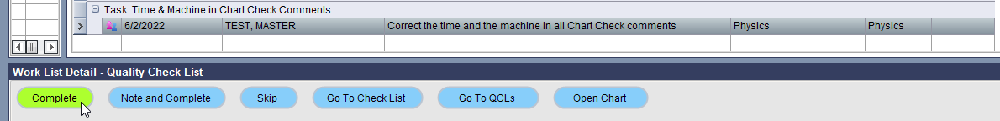 Task: Time & Machine in Chart Check Comments
6/2/2022 TEST, MASTER Correct the time and the machine in all Chart Check comments Physics Physics
Work List Detail - Quality Check List
Complete Note and Complete Skip Go To Check List Go To QCLs Open Chart